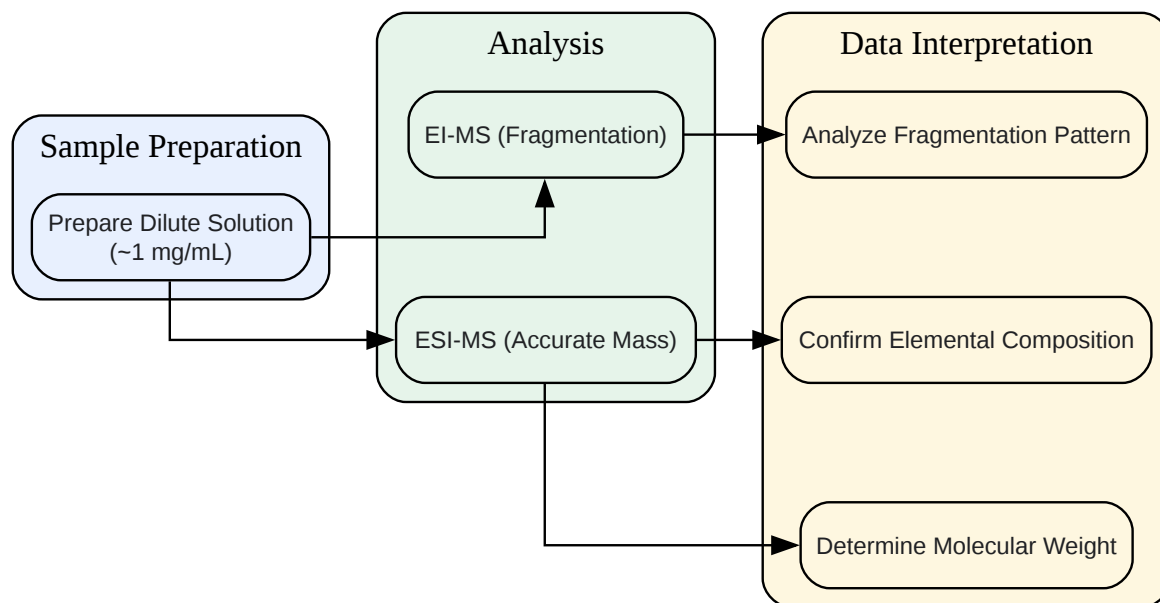 Sample Preparation
Prepare Dilute Solution
(~1 mg/mL)
Analysis
EI-MS (Fragmentation)
ESI-MS (Accurate Mass)
Data Interpretation
Analyze Fragmentation Pattern
Confirm Elemental Composition
Determine Molecular Weight